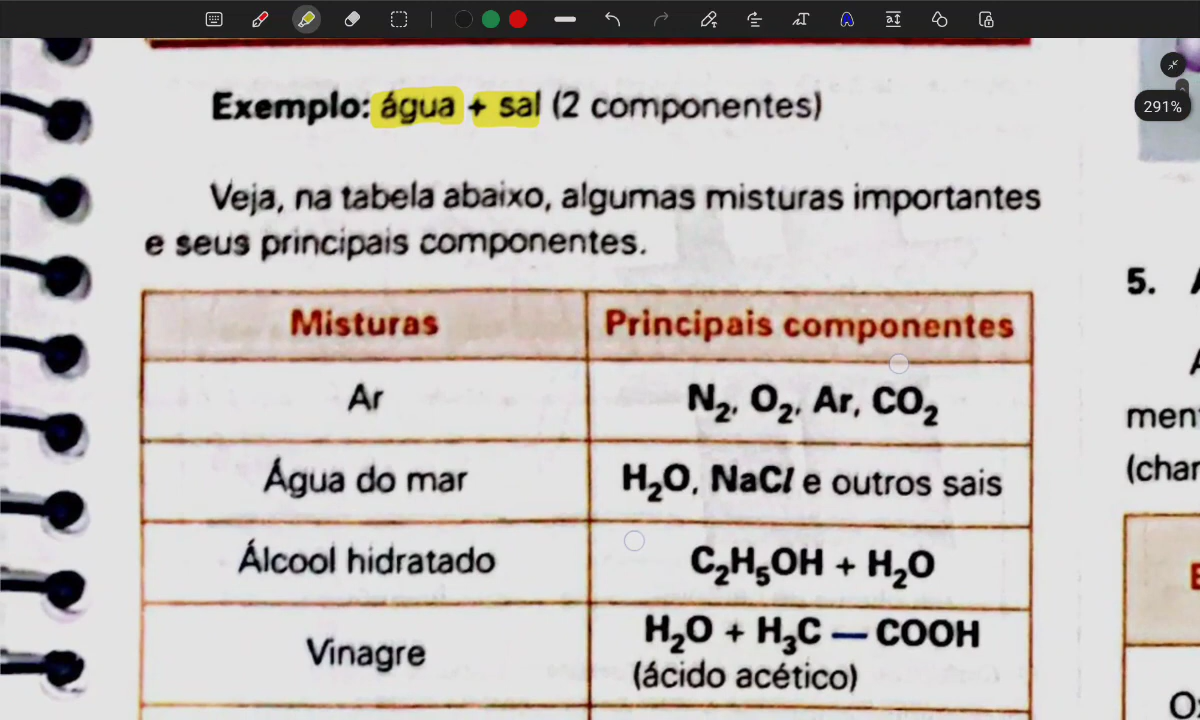 291%
Exemplo: água + sal (2 componentes)
Veja, na tabela abaixo, algumas misturas importantes
e seus principais componentes.
Misturas Principais componentes
Ar N₂, O₂, Ar, CO₂
Água do mar H₂O, NaCl e outros sais
Álcool hidratado C₂H₅OH + H₂O
Vinagre H₂O + H₃C — COOH
(ácido acético)
5.